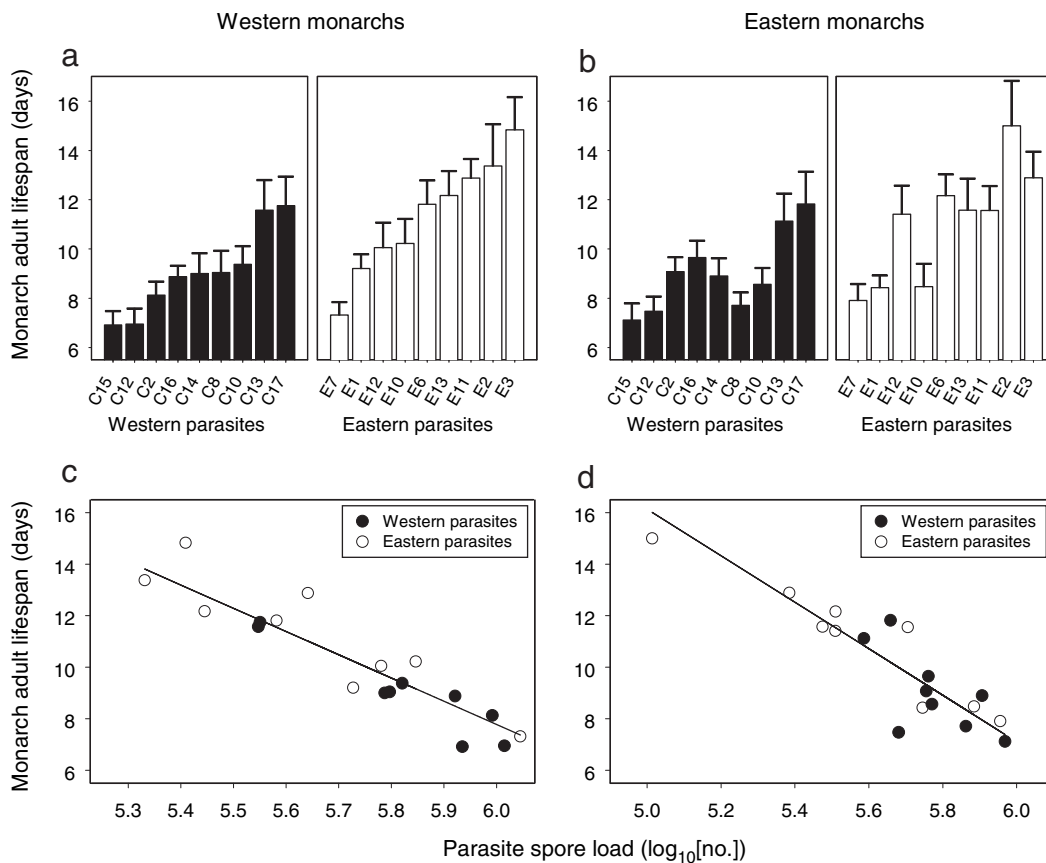 Western monarchs
Eastern monarchs
a
b
Monarch adult lifespan (days)
16
14
12
10
8
6
C15
C12
C2
C16
C14
C8
C10
C13
C17
Western parasites
E7
E1
E12
E10
E6
E13
E11
E2
E3
Eastern parasites
16
14
12
10
8
6
C15
C12
C2
C16
C14
C8
C10
C13
C17
Western parasites
E7
E1
E12
E10
E6
E13
E11
E2
E3
Eastern parasites
c
d
Monarch adult lifespan (days)
16
14
12
10
8
6
Western parasites
Eastern parasites
5.3 5.4 5.5 5.6 5.7 5.8 5.9 6.0
16
14
12
10
8
6
Western parasites
Eastern parasites
5.0 5.2 5.4 5.6 5.8 6.0
Parasite spore load (log10[no.])